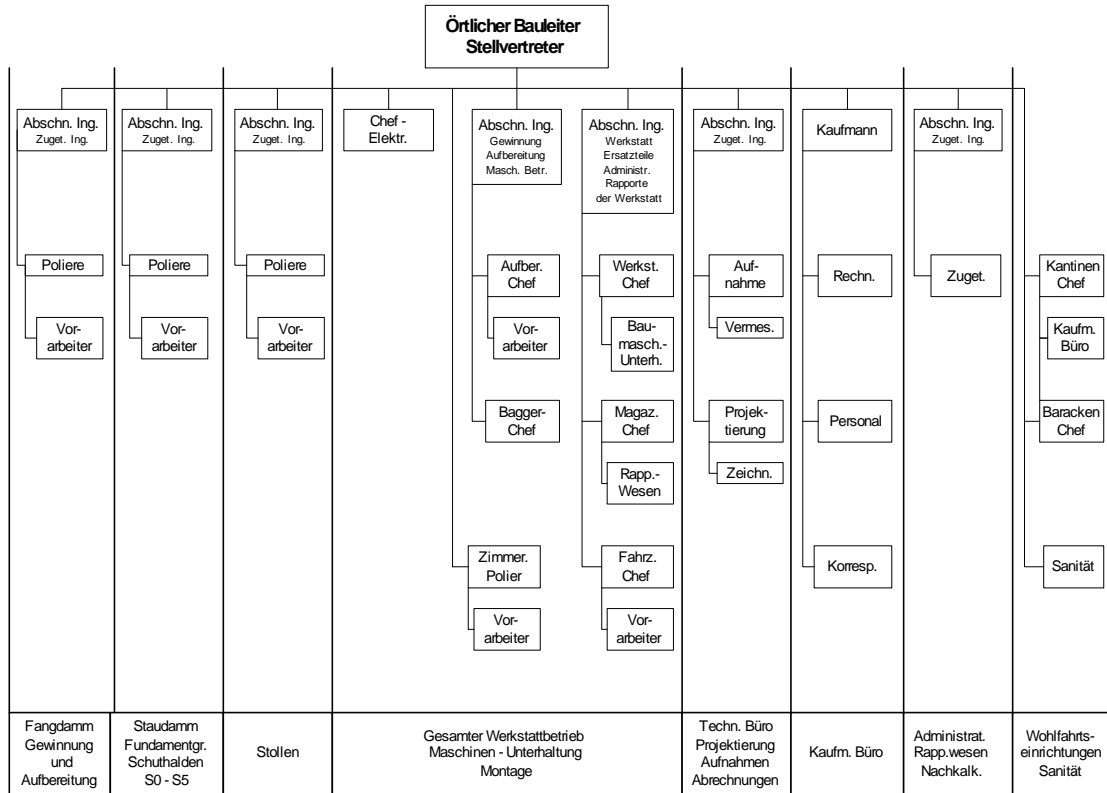 Örtlicher Bauleiter
Stellvertreter
Abschn. Ing.
Zuget. Ing.
Abschn. Ing.
Zuget. Ing.
Abschn. Ing.
Zuget. Ing.
Chef -
Elektr.
Abschn. Ing.
Gewinnung
Aufbereitung
Masch. Betr.
Abschn. Ing.
Werkstatt
Ersatzteile
Administr.
Rapporte
der Werkstatt
Abschn. Ing.
Zuget. Ing.
Kaufmann
Abschn. Ing.
Zuget. Ing.
Poliere
Poliere
Poliere
Aufber.
Chef
Werkst.
Chef
Auf-
nahme
Rechn.
Zuget.
Kantinen
Chef
Vor-
arbeiter
Vor-
arbeiter
Vor-
arbeiter
Vor-
arbeiter
Bau-
masch.-
Unterh.
Vermes.
Kaufm.
Büro
Bagger-
Chef
Magaz.
Chef
Projek-
tierung
Personal
Baracken
Chef
Rapp.-
Wesen
Zeichn.
Zimmer.
Polier
Fahrz.
Chef
Korresp.
Sanität
Vor-
arbeiter
Vor-
arbeiter
Fangdamm
Gewinnung
und
Aufbereitung
Staudamm
Fundamentgr.
Schuthalden
S0 - S5
Stollen
Gesamter Werkstattbetrieb
Maschinen - Unterhaltung
Montage
Techn. Büro
Projektierung
Aufnahmen
Abrechnungen
Kaufm. Büro
Administrat.
Rapp.wesen
Nachkalk.
Wohlfahrts-
einrichtungen
Sanität